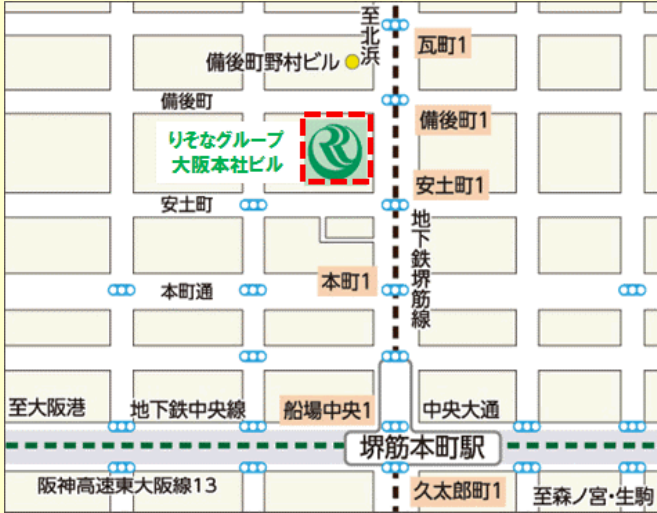 至北浜
瓦町1
備後町野村ビル
備後町
備後町1
りそなグループ
大阪本社ビル
安土町1
安土町
地下鉄堺筋線
本町1
本町通
至大阪港
地下鉄中央線
船場中央1
中央大通
堺筋本町駅
阪神高速東大阪線13
久太郎町1
至森ノ宮・生駒